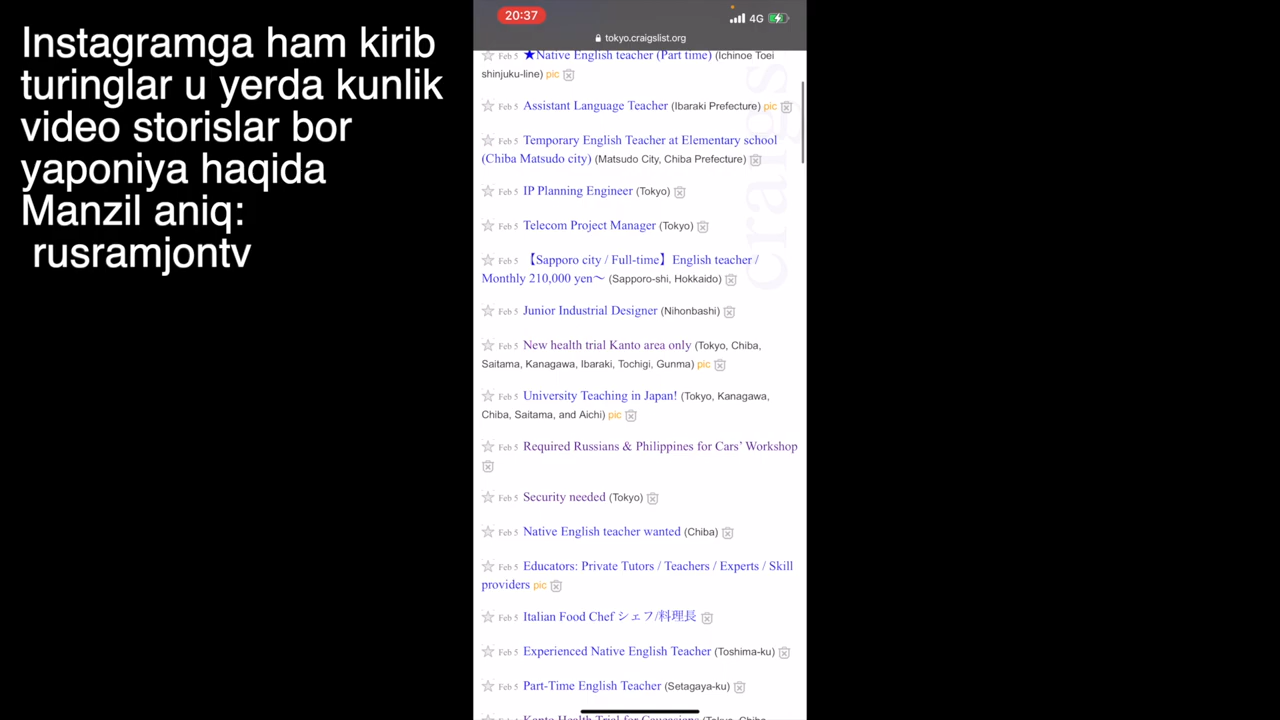 Instagramga ham kirib
turinglar u yerda kunlik
video storislar bor
yaponiya haqida
Manzil aniq:
rusramjontv
20:37
4G
tokyo.craigslist.org
Feb 5 ★Native English teacher (Part time) (Ichinoe Toei
shinjuku-line) pic
Feb 5 Assistant Language Teacher (Ibaraki Prefecture) pic
Feb 5 Temporary English Teacher at Elementary school
(Chiba Matsudo city) (Matsudo City, Chiba Prefecture)
Feb 5 IP Planning Engineer (Tokyo)
Feb 5 Telecom Project Manager (Tokyo)
Feb 5 【Sapporo city / Full-time】English teacher /
Monthly 210,000 yen～ (Sapporo-shi, Hokkaido)
Feb 5 Junior Industrial Designer (Nihonbashi)
Feb 5 New health trial Kanto area only (Tokyo, Chiba,
Saitama, Kanagawa, Ibaraki, Tochigi, Gunma) pic
Feb 5 University Teaching in Japan! (Tokyo, Kanagawa,
Chiba, Saitama, and Aichi) pic
Feb 5 Required Russians & Philippines for Cars’ Workshop
Feb 5 Security needed (Tokyo)
Feb 5 Native English teacher wanted (Chiba)
Feb 5 Educators: Private Tutors / Teachers / Experts / Skill
providers pic
Feb 5 Italian Food Chef シェフ/料理長
Feb 5 Experienced Native English Teacher (Toshima-ku)
Feb 5 Part-Time English Teacher (Setagaya-ku)
Kanto Health Trial for Caucasians (Tokyo, Chiba,
craigs